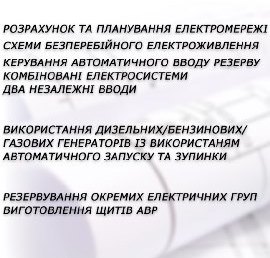 РОЗРАХУНОК ТА ПЛАНУВАННЯ ЕЛЕКТРОМЕРЕЖІ
СХЕМИ БЕЗПЕРЕБІЙНОГО ЕЛЕКТРОЖИВЛЕННЯ
КЕРУВАННЯ АВТОМАТИЧНОГО ВВОДУ РЕЗЕРВУ
КОМБІНОВАНІ ЕЛЕКТРОСИСТЕМИ
ДВА НЕЗАЛЕЖНІ ВВОДИ
ВИКОРИСТАННЯ ДИЗЕЛЬНИХ/БЕНЗИНОВИХ/
ГАЗОВИХ ГЕНЕРАТОРІВ ІЗ ВИКОРИСТАНЯМ
АВТОМАТИЧНОГО ЗАПУСКУ ТА ЗУПИНКИ
РЕЗЕРВУВАННЯ ОКРЕМИХ ЕЛЕКТРИЧНИХ ГРУП
ВИГОТОВЛЕННЯ ЩИТІВ АВР